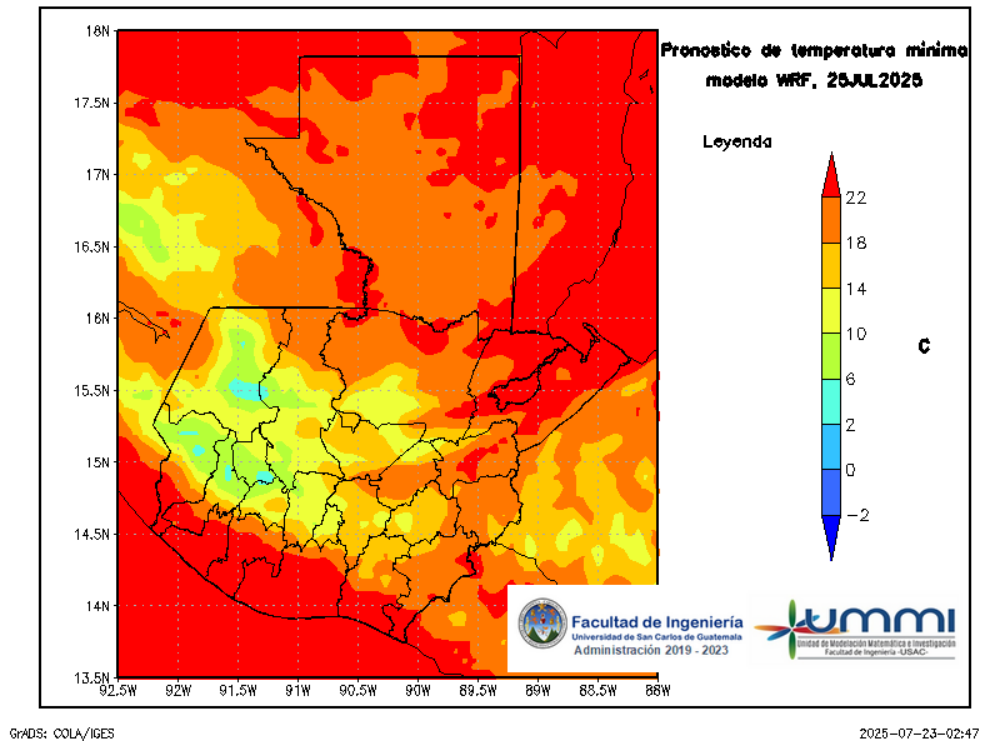 Pronostico de temperatura minima
modelo WRF, 25JUL2025
Leyenda
22
18
14
10
6
2
0
-2
C
18N
17.5N
17N
16.5N
16N
15.5N
15N
14.5N
14N
13.5N
92.5W 92W 91.5W 91W 90.5W 90W 89.5W 89W 88.5W 88W
Facultad de Ingeniería
Universidad de San Carlos de Guatemala
Administración 2019 - 2023
ummi
Unidad de Modelación Matemática e Investigación
Facultad de Ingeniería -USAC-
GrADS: COLA/IGES
2025-07-23-02:47